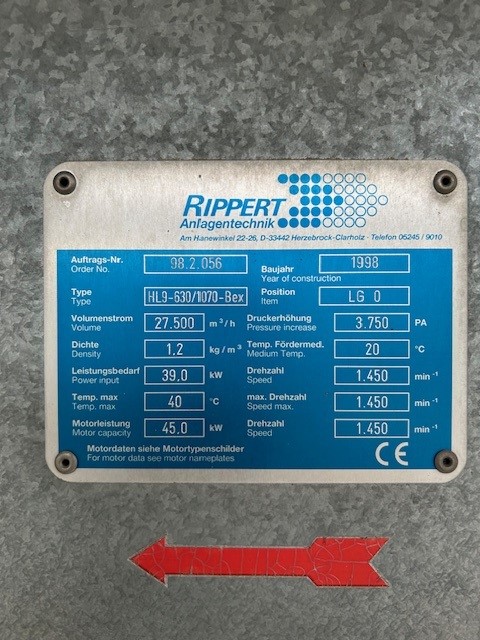 RIPPERT
Anlagentechnik
Am Hanewinkel 22-26, D-33442 Herzebrock-Clarholz · Telefon 05245 / 9010
Auftrags-Nr. 98.2.056 Baujahr 1998
Order No. Year of construction
Type HL9-630/1070-Bex Position LG 0
Type Item
Volumenstrom 27.500 m³/h Druckerhöhung 3.750 PA
Volume Pressure increase
Dichte 1,2 kg/m³ Temp. Fördermed. 20 °C
Density Medium Temp.
Leistungsbedarf 39.0 kW Drehzahl 1.450 min⁻¹
Power input Speed
Temp. max 40 °C max. Drehzahl 1.450 min⁻¹
Temp. max Speed max.
Motorleistung 45.0 kW Drehzahl 1.450 min⁻¹
Motor capacity Speed
Motordaten siehe Motortypenschilder
For motor data see motor nameplates
CE